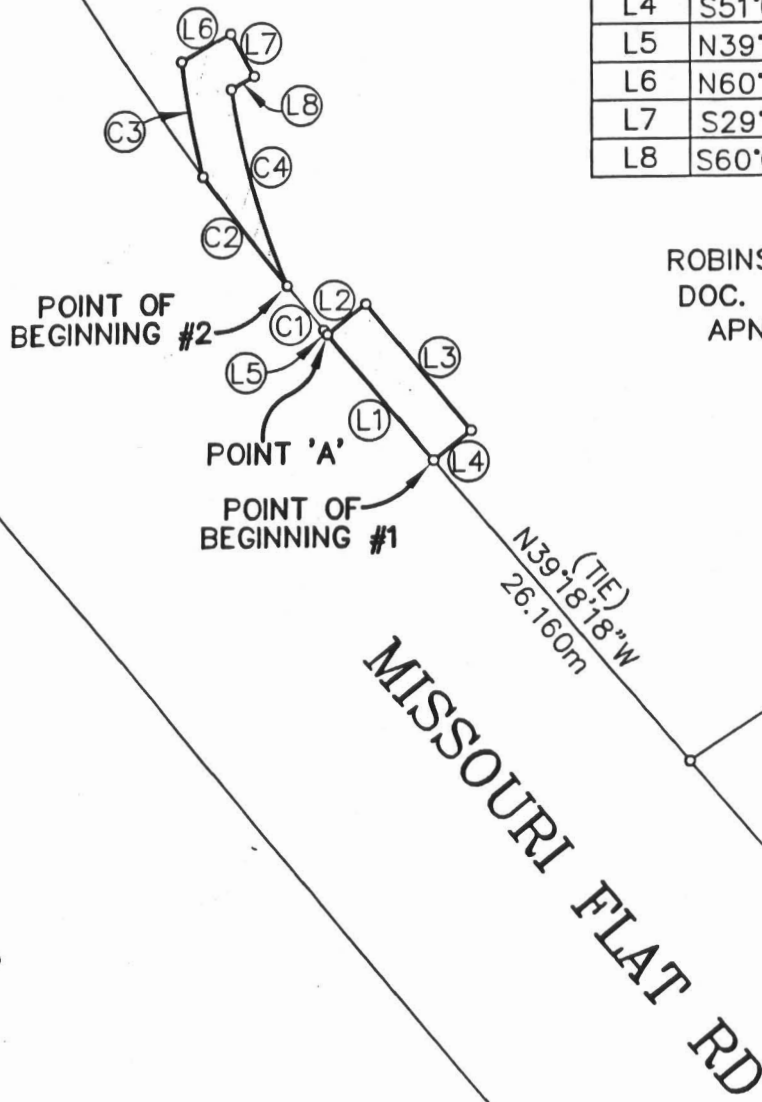 L4 S51°
L5 N39°
L6 N60°
L7 S29°
L8 S60°
L6
L7
L8
C3
C4
C2
ROBINS
DOC.
APN
POINT OF
BEGINNING #2
L2
C1
L5
L3
L1
POINT 'A'
L4
POINT OF
BEGINNING #1
(TIE)
N39°18'18"W
26.160m
MISSOURI FLAT RD